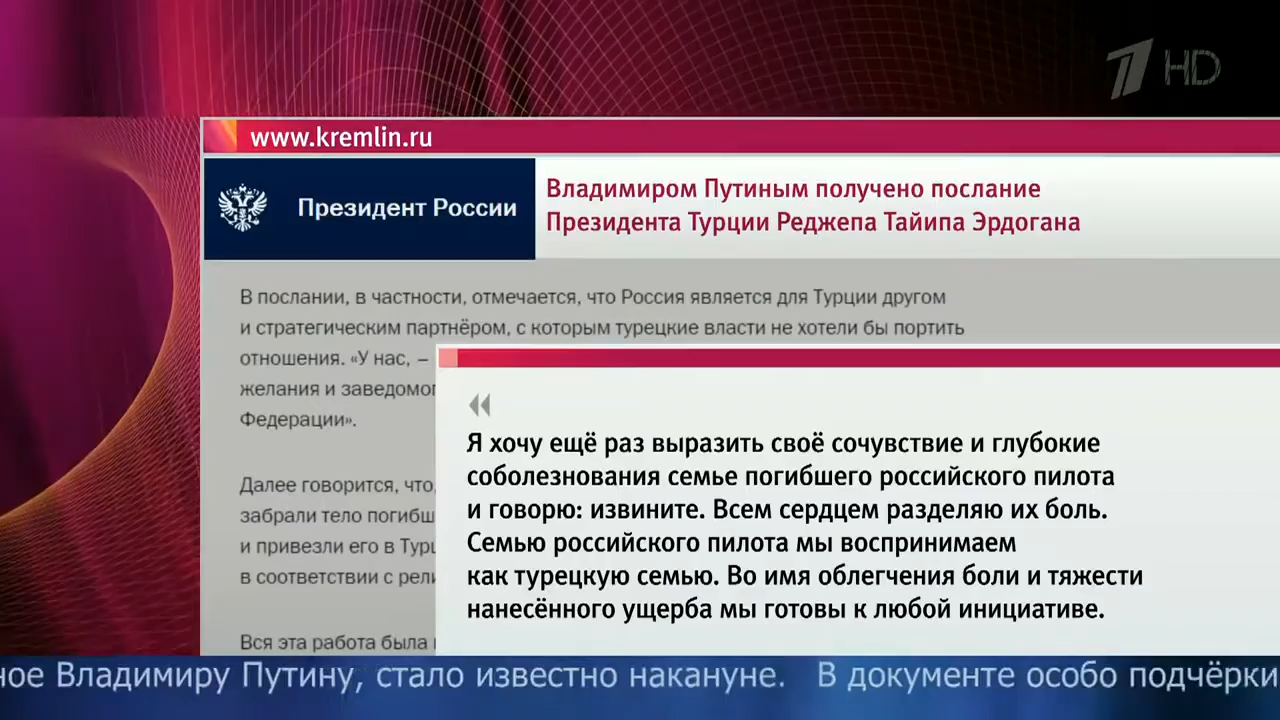 1 HD
www.kremlin.ru
Президент России
Владимиром Путиным получено послание
Президента Турции Реджепа Тайипа Эрдогана
В послании, в частности, отмечается, что Россия является для Турции другом
и стратегическим партнёром, с которым турецкие власти не хотели бы портить
отношения. «У нас, –
желания и
Федерации».
Далее говорится, что
забрали тело
и привезли его в
в соответствии с
Вся эта работа была
Я хочу ещё раз выразить своё сочувствие и глубокие
соболезнования семье погибшего российского пилота
и говорю: извините. Всем сердцем разделяю их боль.
Семью российского пилота мы воспринимаем
как турецкую семью. Во имя облегчения боли и тяжести
нанесённого ущерба мы готовы к любой инициативе.
ное Владимиру Путину, стало известно накануне. В документе особо подчёрки